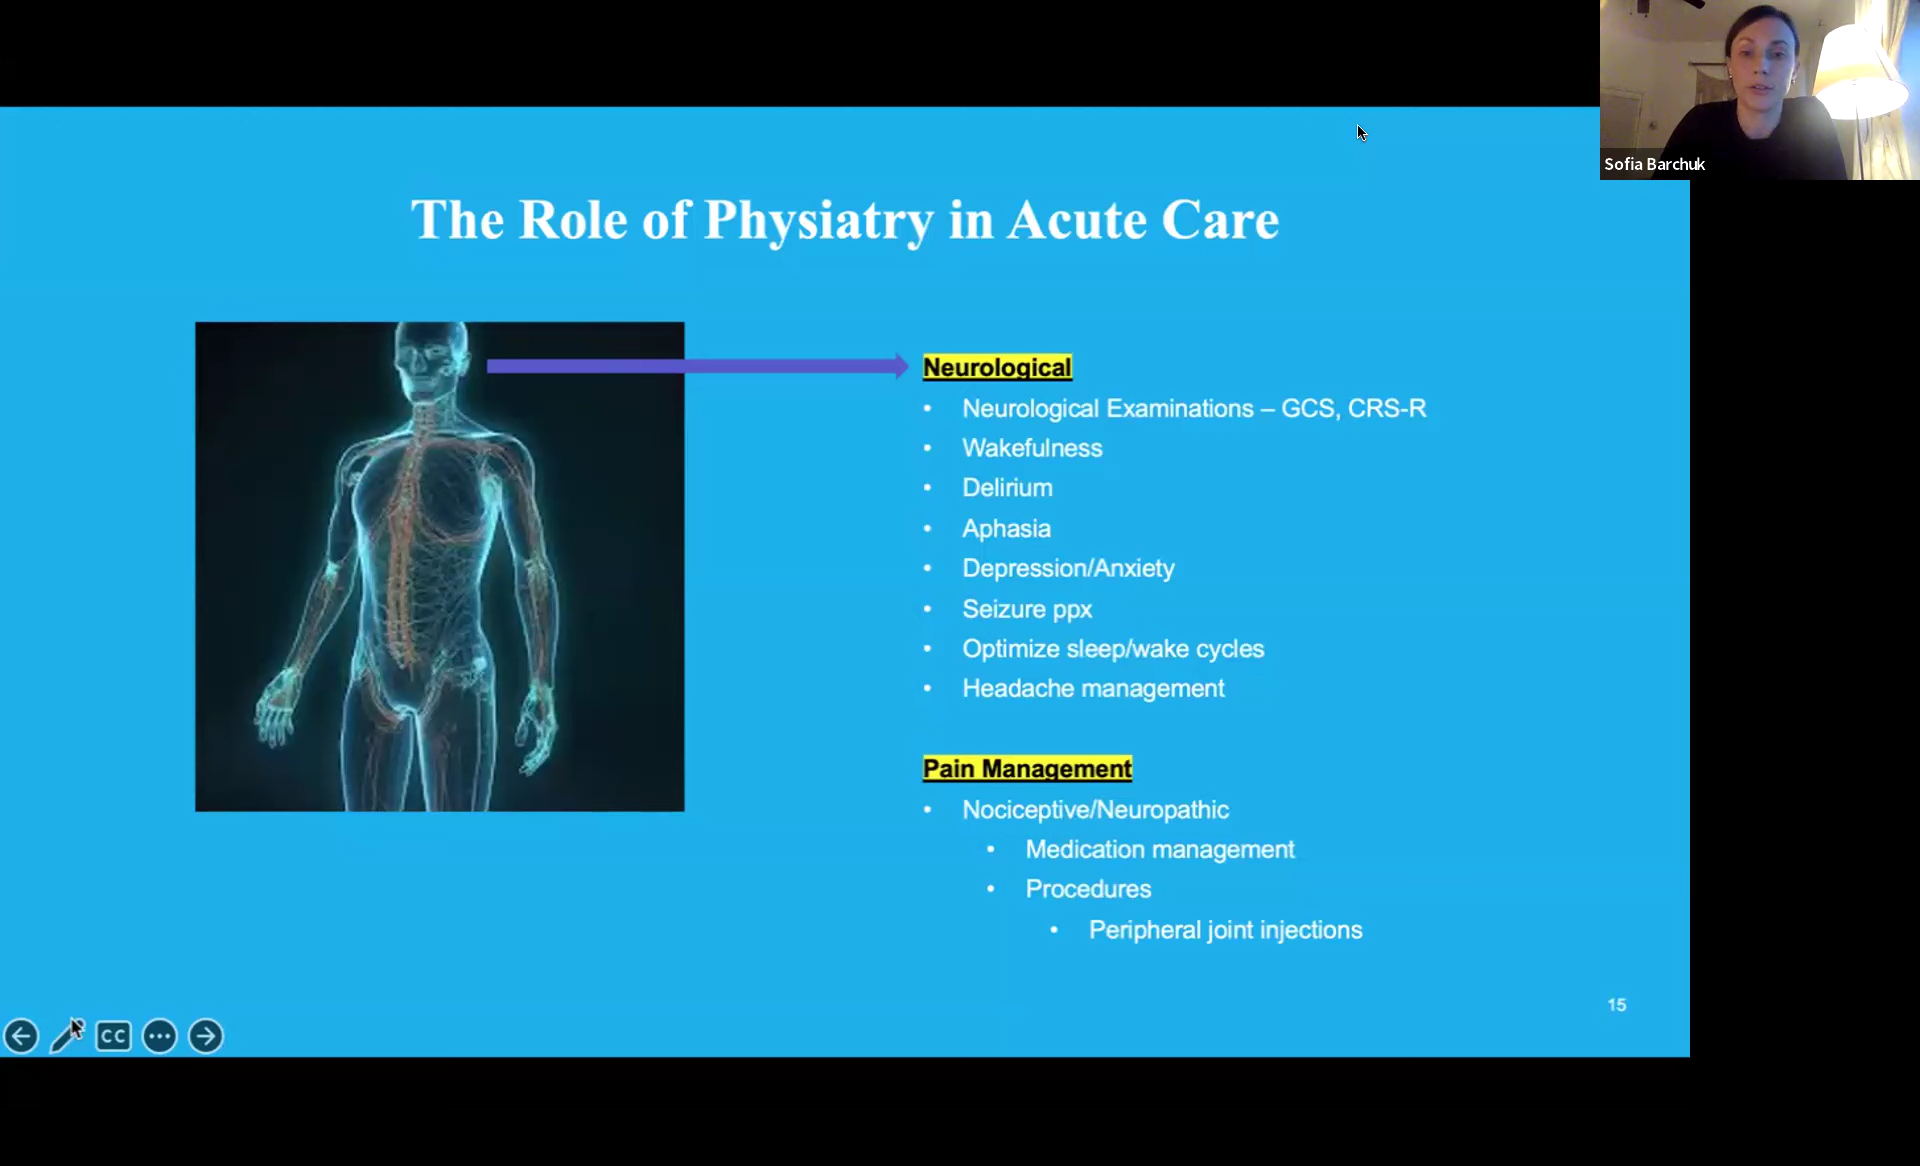 Sofia Barchuk
The Role of Physiatry in Acute Care
Neurological
• Neurological Examinations – GCS, CRS-R
• Wakefulness
• Delirium
• Aphasia
• Depression/Anxiety
• Seizure ppx
• Optimize sleep/wake cycles
• Headache management
Pain Management
• Nociceptive/Neuropathic
• Medication management
• Procedures
• Peripheral joint injections
15
CC